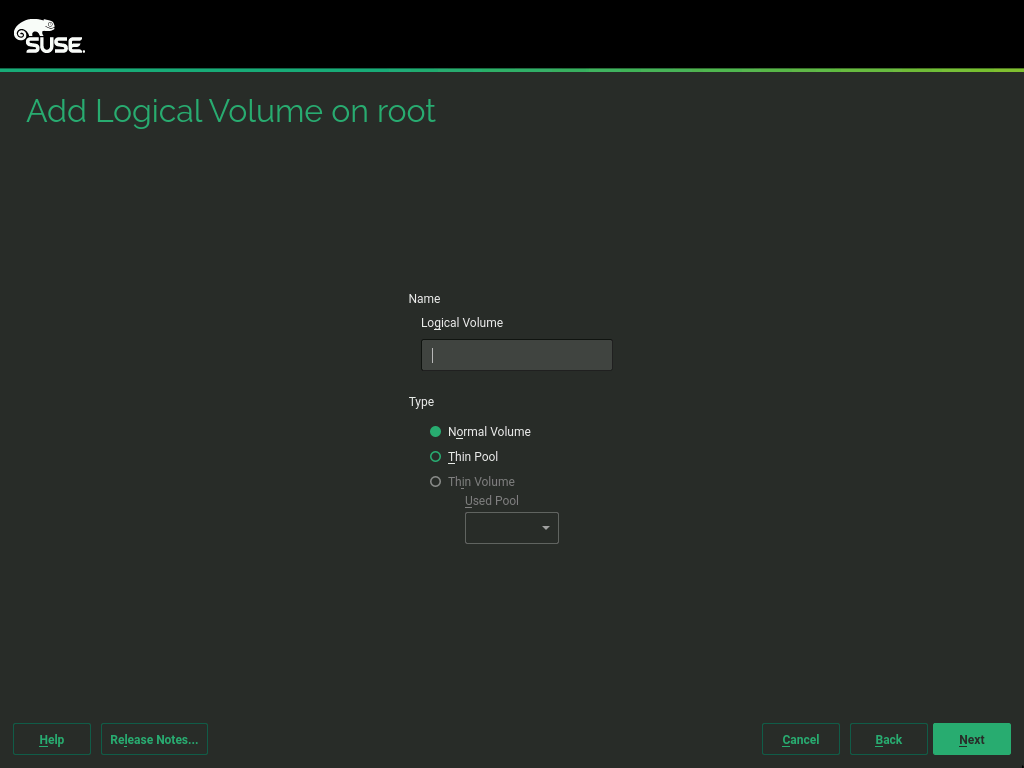 SUSE.
Add Logical Volume on root
Name
Logical Volume
Type
Normal Volume
Thin Pool
Thin Volume
Used Pool
Help
Release Notes...
Cancel
Back
Next